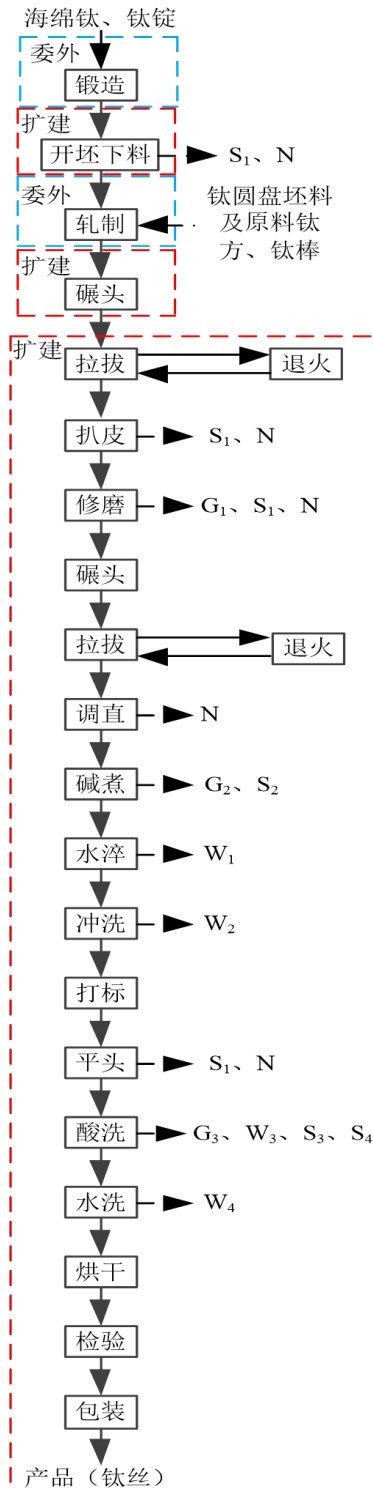 海绵钛、钛锭
委外
锻造
扩建
开坯下料
S₁、N
委外
轧制
钛圆盘坯料
及原料钛
方、钛棒
扩建
碾头
扩建
拉拔
退火
扒皮
S₁、N
修磨
G₁、S₁、N
碾头
拉拔
退火
调直
N
碱煮
G₂、S₂
水淬
W₁
冲洗
W₂
打标
平头
S₁、N
酸洗
G₃、W₃、S₃、S₄
水洗
W₄
烘干
检验
包装
产品（钛丝）